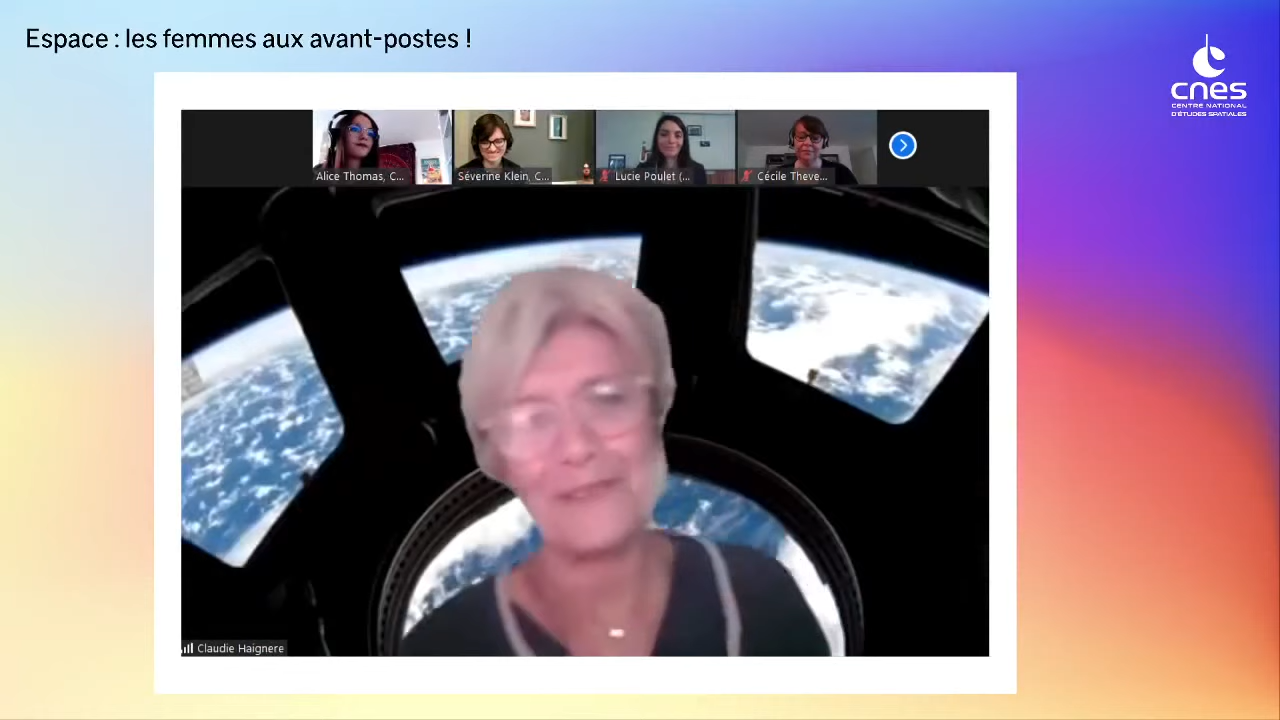 Espace : les femmes aux avant-postes !
cnes
CENTRE NATIONAL
D'ÉTUDES SPATIALES
Alice Thomas, C...
Séverine Klein, C...
Lucie Poulet (...
Cécile Theve...
Claudie Haignere